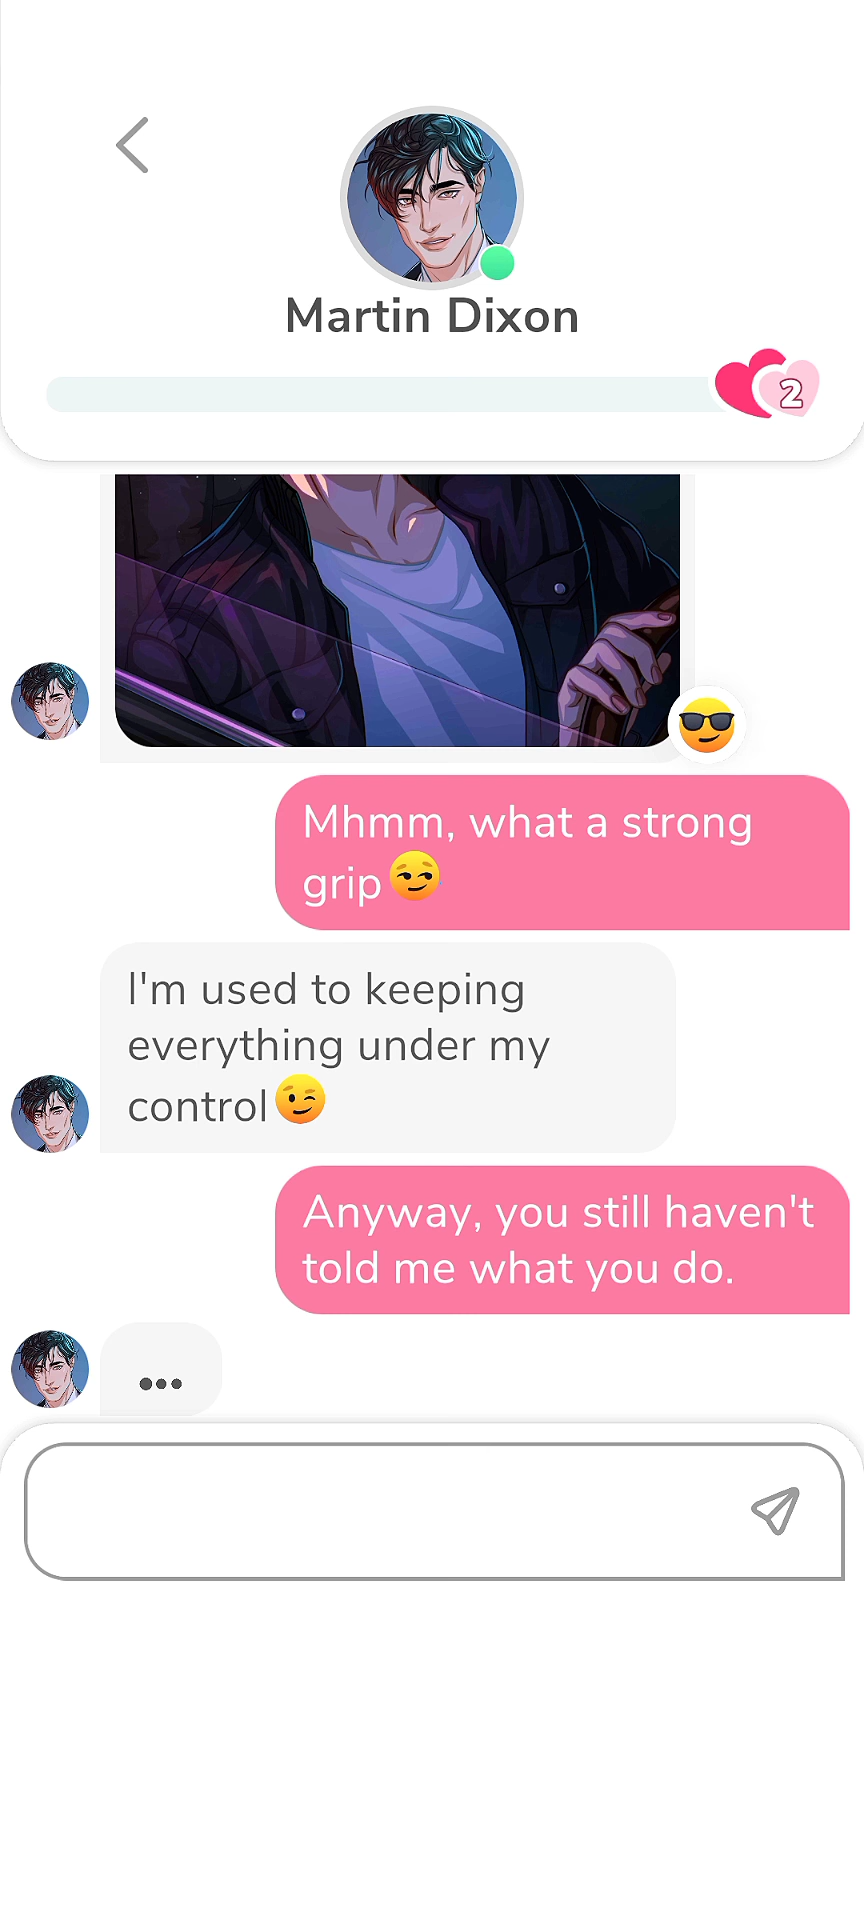 Martin Dixon
2
Mhmm, what a strong
grip😏
I'm used to keeping
everything under my
control😉
Anyway, you still haven't
told me what you do.